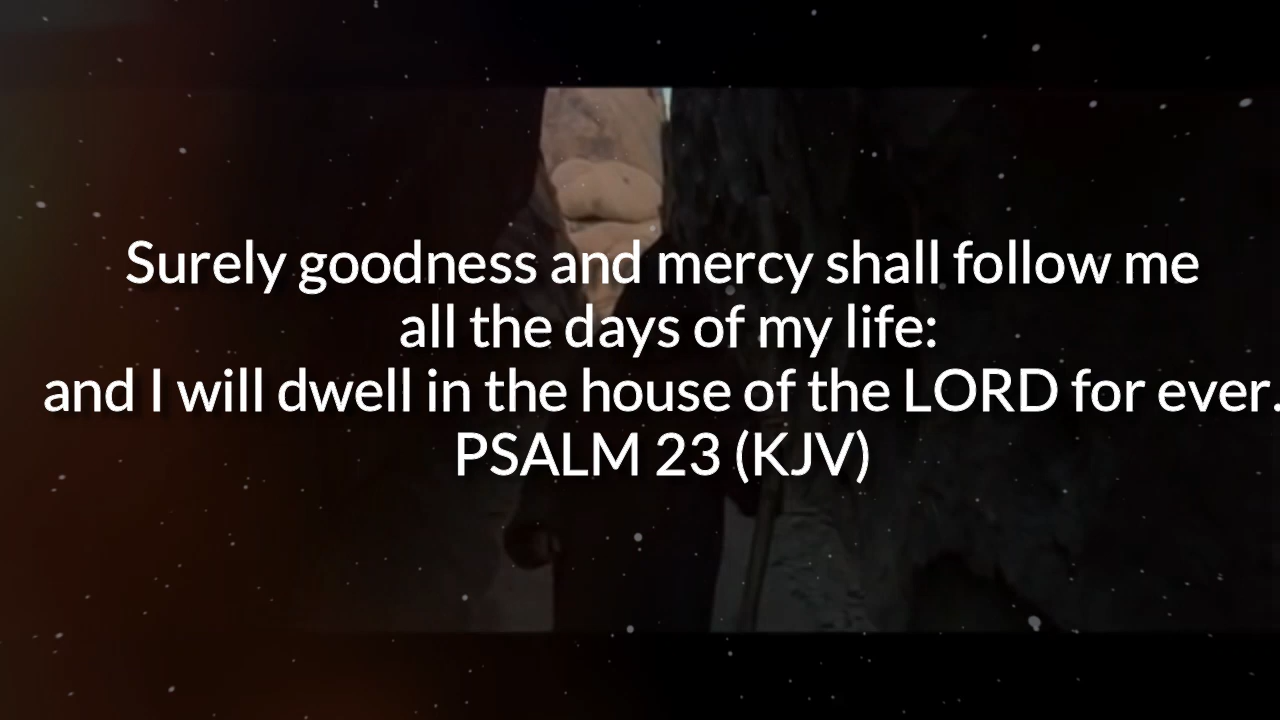 Surely goodness and mercy shall follow me
all the days of my life:
and I will dwell in the house of the LORD for ever.
PSALM 23 (KJV)